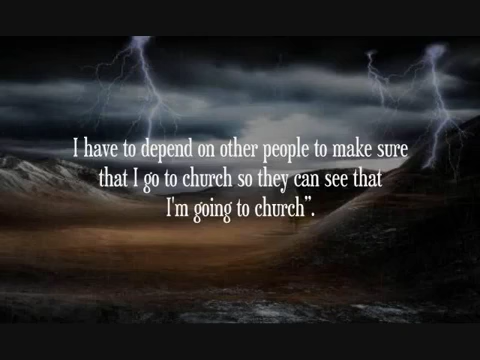 I have to depend on other people to make sure
that I go to church so they can see that
I'm going to church”.